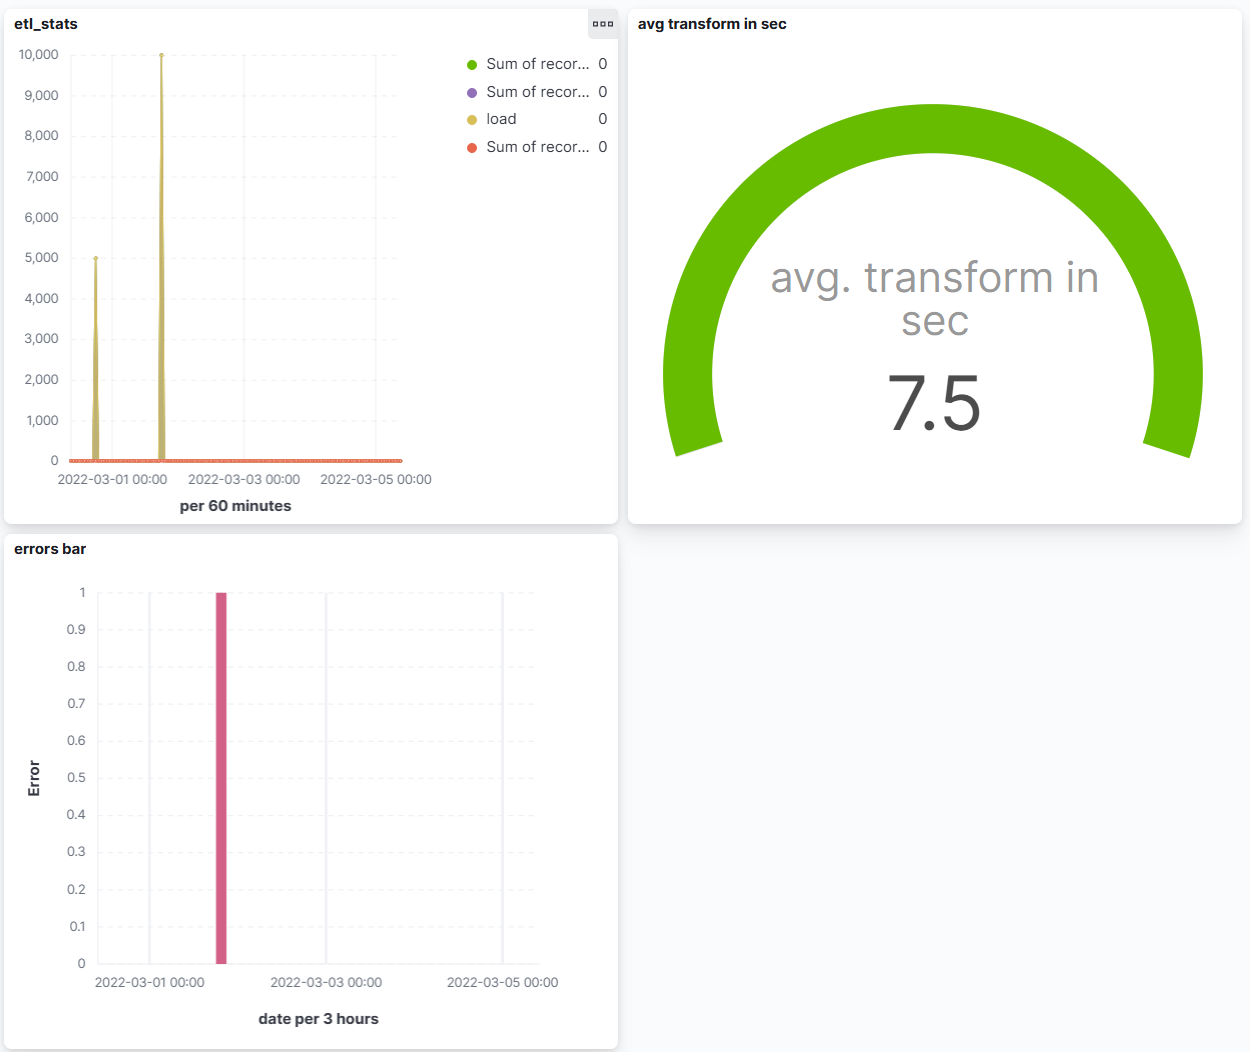 etl_stats
10,000
9,000
8,000
7,000
6,000
5,000
4,000
3,000
2,000
1,000
0
2022-03-01 00:00 2022-03-03 00:00 2022-03-05 00:00
per 60 minutes
Sum of recor... 0
Sum of recor... 0
load 0
Sum of recor... 0
avg transform in sec
avg. transform in
sec
7.5
errors bar
Error
1
0.9
0.8
0.7
0.6
0.5
0.4
0.3
0.2
0.1
0
2022-03-01 00:00 2022-03-03 00:00 2022-03-05 00:00
date per 3 hours